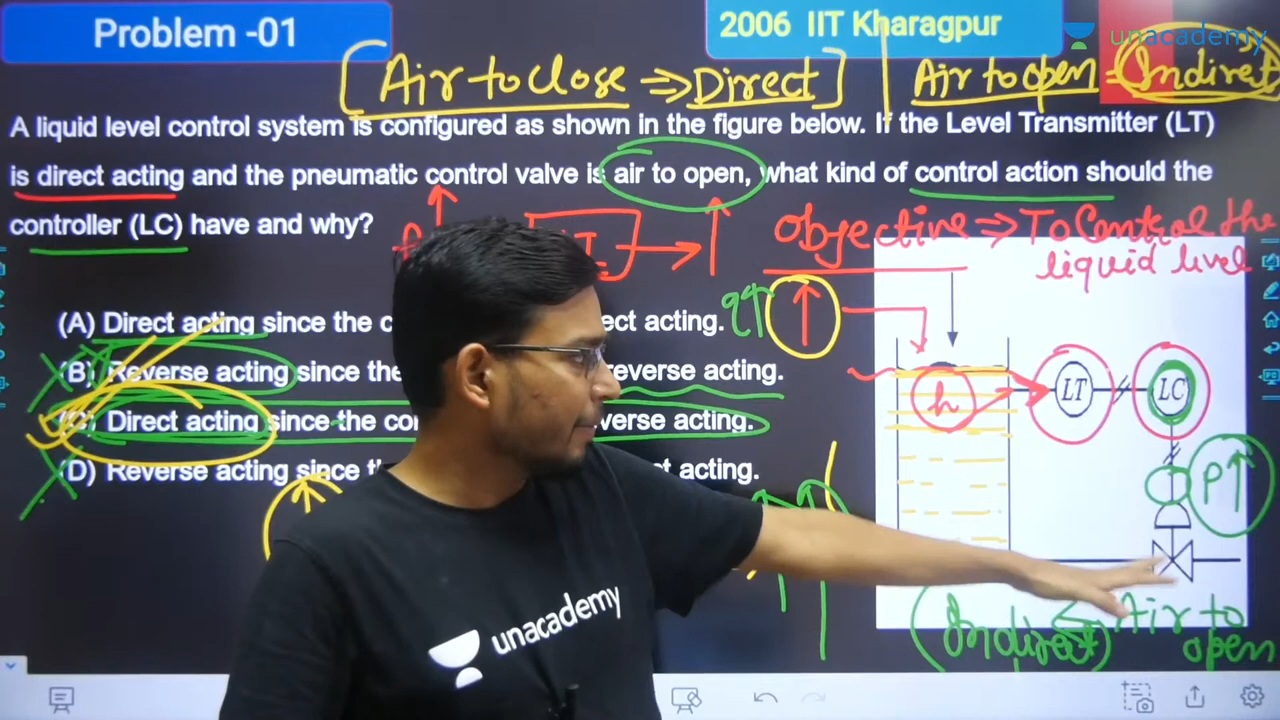 Problem -01
2006 IIT Kharagpur
unacademy
[Air to close ⇒ Direct]
Air to open = Indirect
A liquid level control system is configured as shown in the figure below. If the Level Transmitter (LT)
is direct acting and the pneumatic control valve is air to open, what kind of control action should the
controller (LC) have and why?
Objective ⇒ To Control the
liquid level
(A) Direct acting since the c ect acting.
(B) Reverse acting since the reverse acting.
(C) Direct acting since the con verse acting.
(D) Reverse acting since t t acting.
q↑
h
LT
LC
P↑
(Indirect) ⇐ Air to
open
unacademy